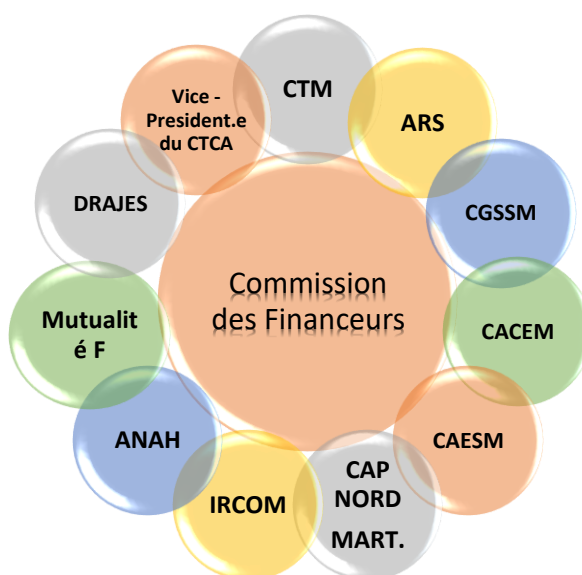 CTM
ARS
CGSSM
CACEM
CAESM
CAP
NORD
MART.
IRCOM
ANAH
Mutualit
é F
DRAJES
Vice -
President.e
du CTCA
Commission
des Financeurs